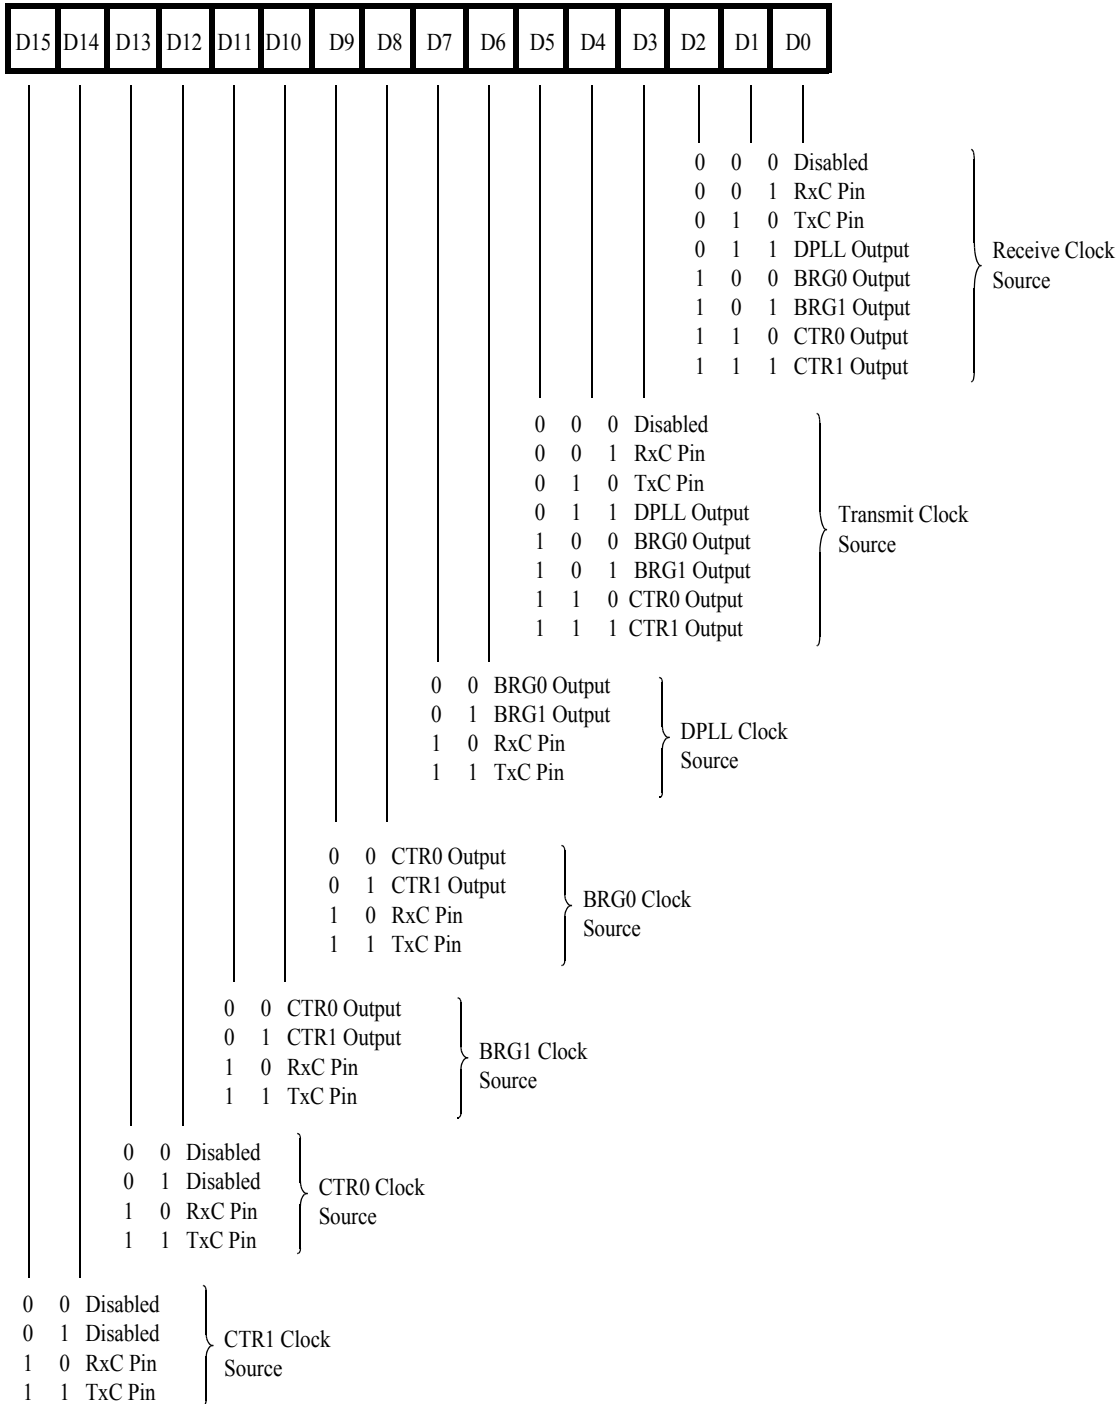 D15 D14 D13 D12 D11 D10 D9 D8 D7 D6 D5 D4 D3 D2 D1 D0
0 0 0 Disabled
0 0 1 RxC Pin
0 1 0 TxC Pin
0 1 1 DPLL Output
1 0 0 BRG0 Output
1 0 1 BRG1 Output
1 1 0 CTR0 Output
1 1 1 CTR1 Output
Receive Clock
Source
0 0 0 Disabled
0 0 1 RxC Pin
0 1 0 TxC Pin
0 1 1 DPLL Output
1 0 0 BRG0 Output
1 0 1 BRG1 Output
1 1 0 CTR0 Output
1 1 1 CTR1 Output
Transmit Clock
Source
0 0 BRG0 Output
0 1 BRG1 Output
1 0 RxC Pin
1 1 TxC Pin
DPLL Clock
Source
0 0 CTR0 Output
0 1 CTR1 Output
1 0 RxC Pin
1 1 TxC Pin
BRG0 Clock
Source
0 0 CTR0 Output
0 1 CTR1 Output
1 0 RxC Pin
1 1 TxC Pin
BRG1 Clock
Source
0 0 Disabled
0 1 Disabled
1 0 RxC Pin
1 1 TxC Pin
CTR0 Clock
Source
0 0 Disabled
0 1 Disabled
1 0 RxC Pin
1 1 TxC Pin
CTR1 Clock
Source